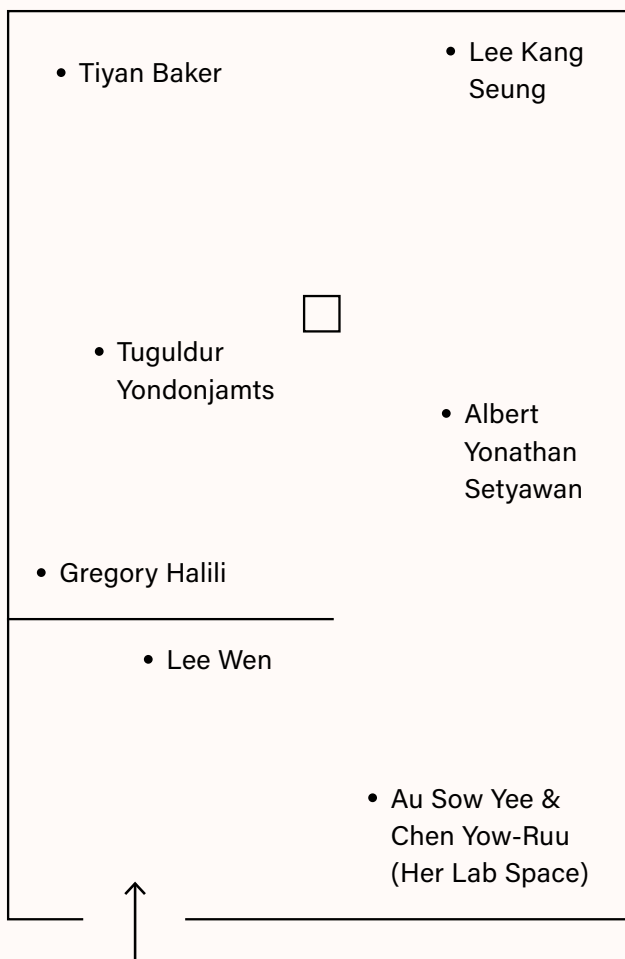 Tiyan Baker
Lee Kang
Seung
Tuguldur
Yondonjamts
Albert
Yonathan
Setyawan
Gregory Halili
Lee Wen
Au Sow Yee &
Chen Yow-Ruu
(Her Lab Space)